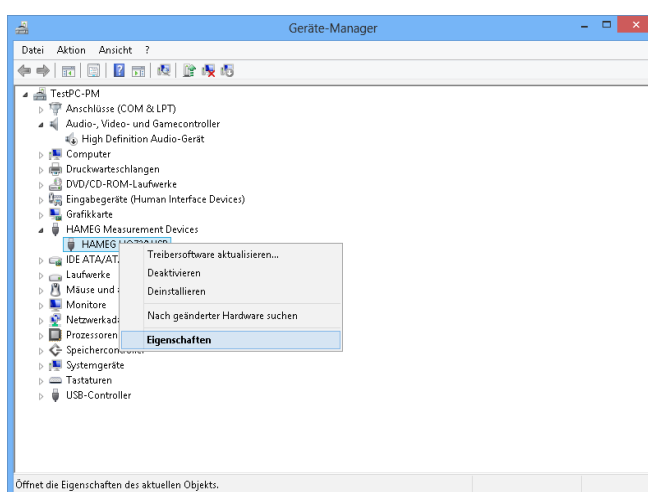 Geräte-Manager
Datei Aktion Ansicht ?
TestPC-PM
Anschlüsse (COM & LPT)
Audio-, Video- und Gamecontroller
High Definition Audio-Gerät
Computer
Druckwarteschlangen
DVD/CD-ROM-Laufwerke
Eingabegeräte (Human Interface Devices)
Grafikkarte
HAMEG Measurement Devices
HAMEG
IDE ATA/AT
Laufwerke
Mäuse und
Monitore
Netzwerkad
Prozessoren
Speichercontroller
Systemgeräte
Tastaturen
USB-Controller
Treibersoftware aktualisieren...
Deaktivieren
Deinstallieren
Nach geänderter Hardware suchen
Eigenschaften
Öffnet die Eigenschaften des aktuellen Objekts.